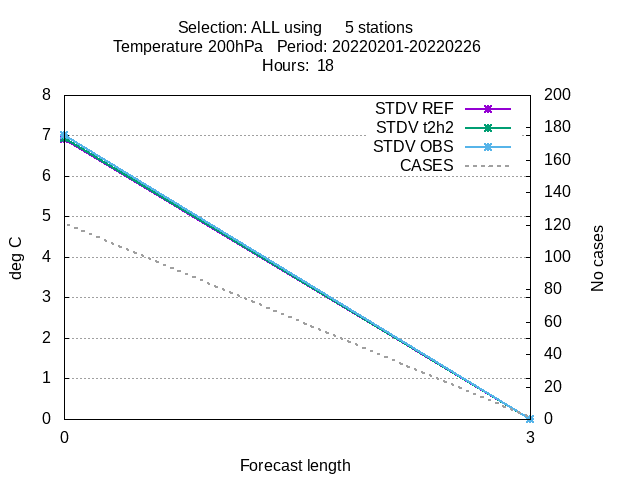 Selection: ALL using     5 stations
Temperature 200hPa   Period: 20220201-20220226
Hours:  18
8
7
6
5
4
3
2
1
0
200
180
160
140
120
100
80
60
40
20
0
STDV REF
STDV t2h2
STDV OBS
CASES
deg C
No cases
0
3
Forecast length